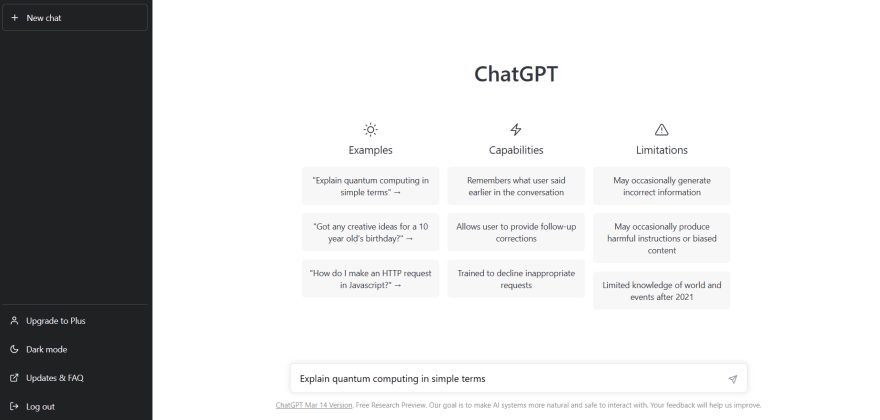 New chat
ChatGPT
Examples
"Explain quantum computing in
simple terms" →
"Got any creative ideas for a 10
year old's birthday?" →
"How do I make an HTTP request
in Javascript?" →
Capabilities
Remembers what user said
earlier in the conversation
Allows user to provide follow-up
corrections
Trained to decline inappropriate
requests
Limitations
May occasionally generate
incorrect information
May occasionally produce
harmful instructions or biased
content
Limited knowledge of world and
events after 2021
Upgrade to Plus
Dark mode
Updates & FAQ
Log out
Explain quantum computing in simple terms
ChatGPT Mar 14 Version. Free Research Preview. Our goal is to make AI systems more natural and safe to interact with. Your feedback will help us improve.